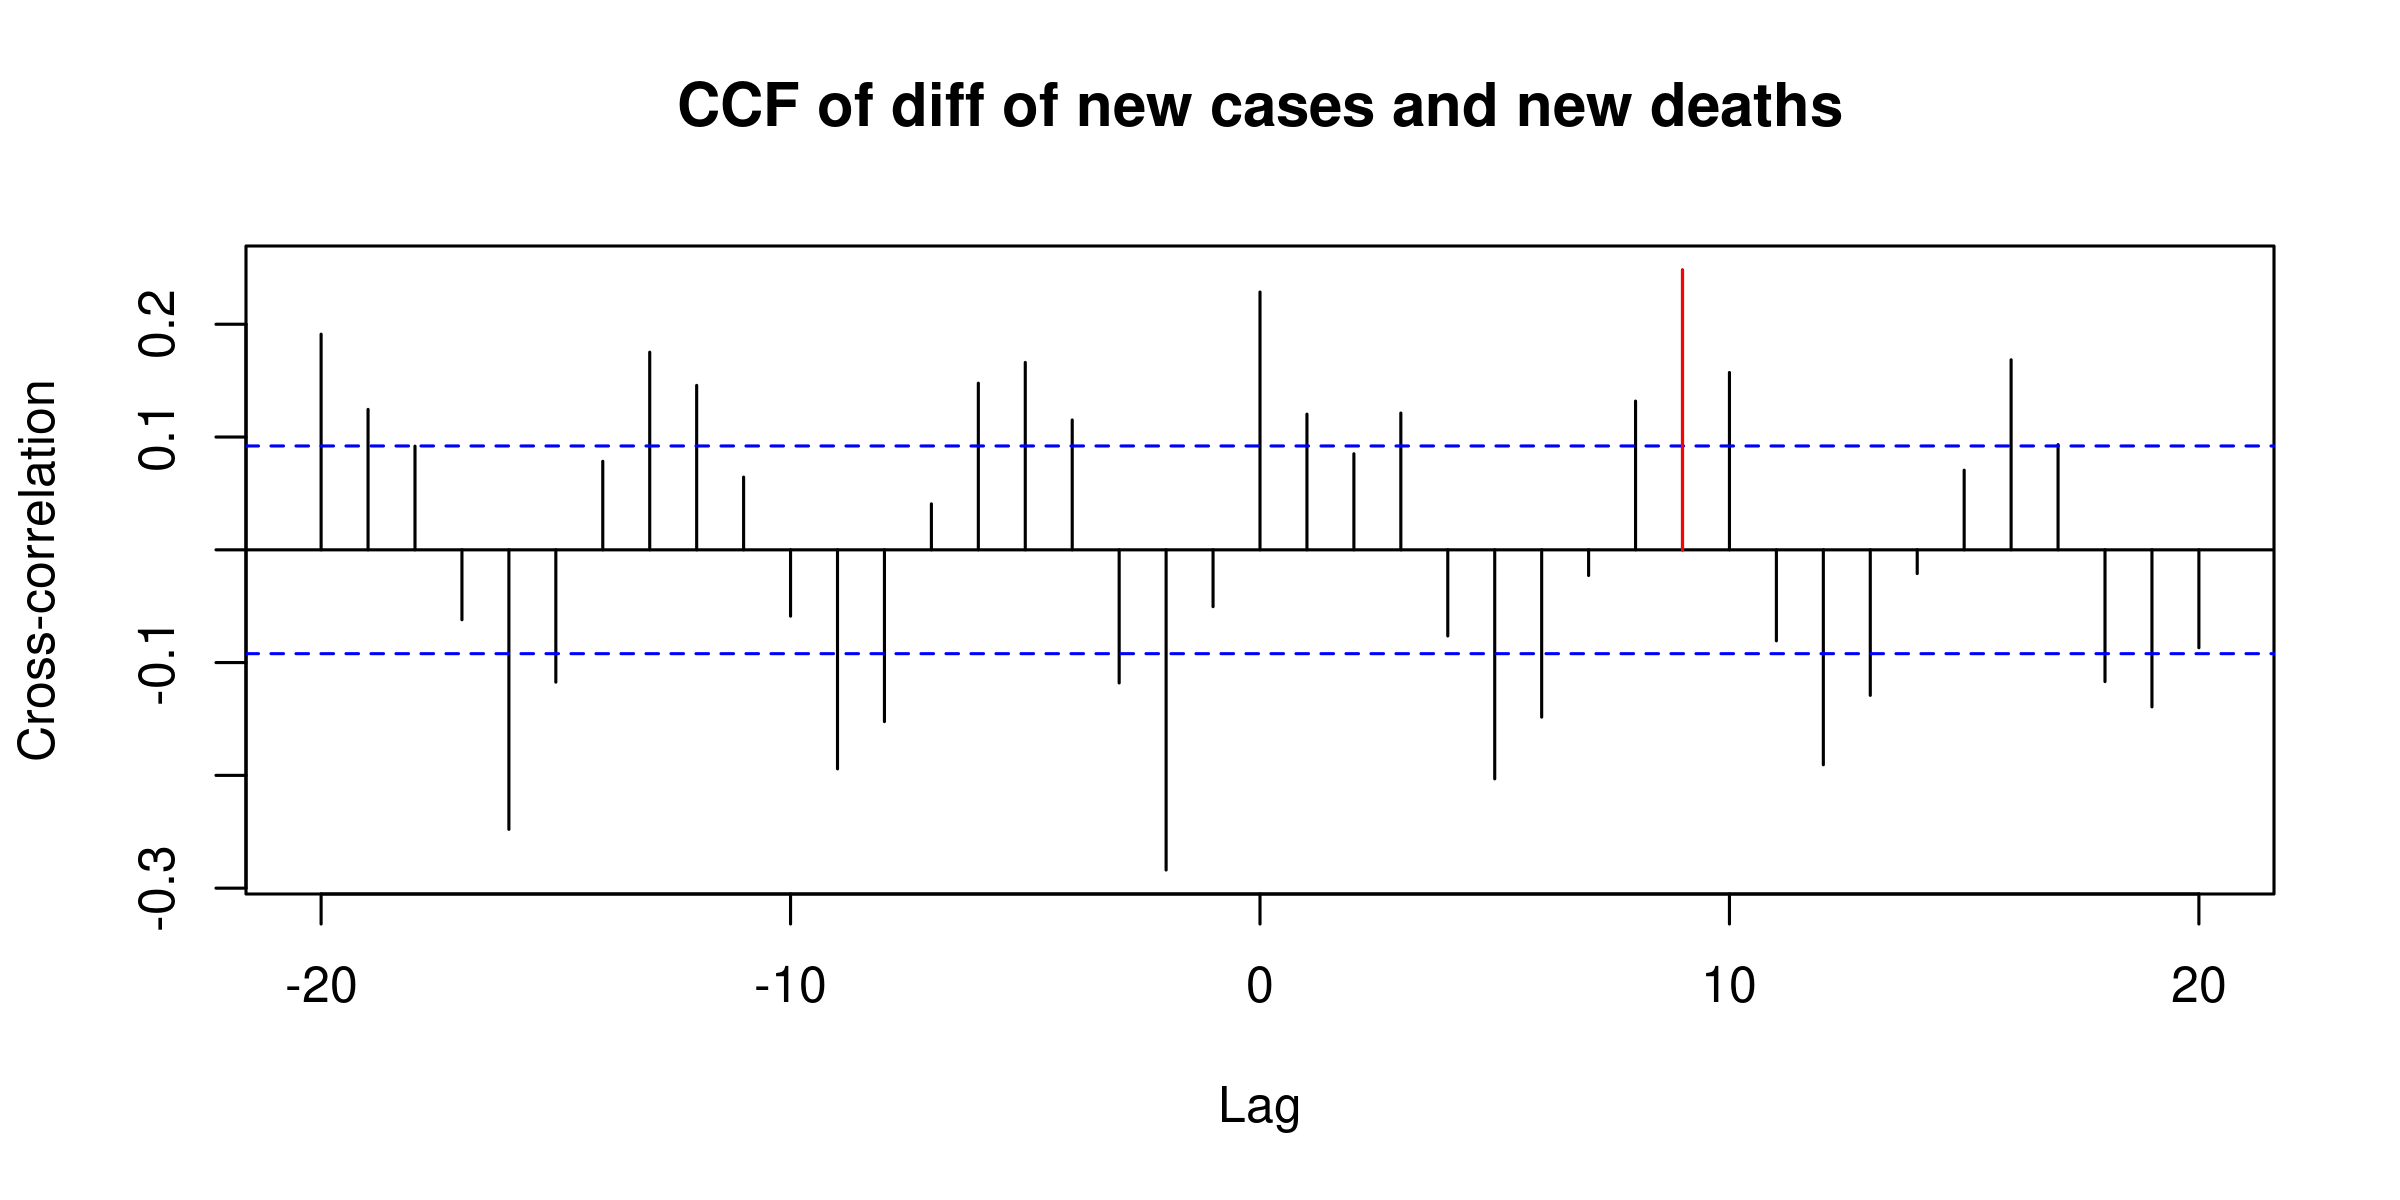 CCF of diff of new cases and new deaths
Cross-correlation
0.2
0.1
-0.1
-0.3
-20 -10 0 10 20
Lag